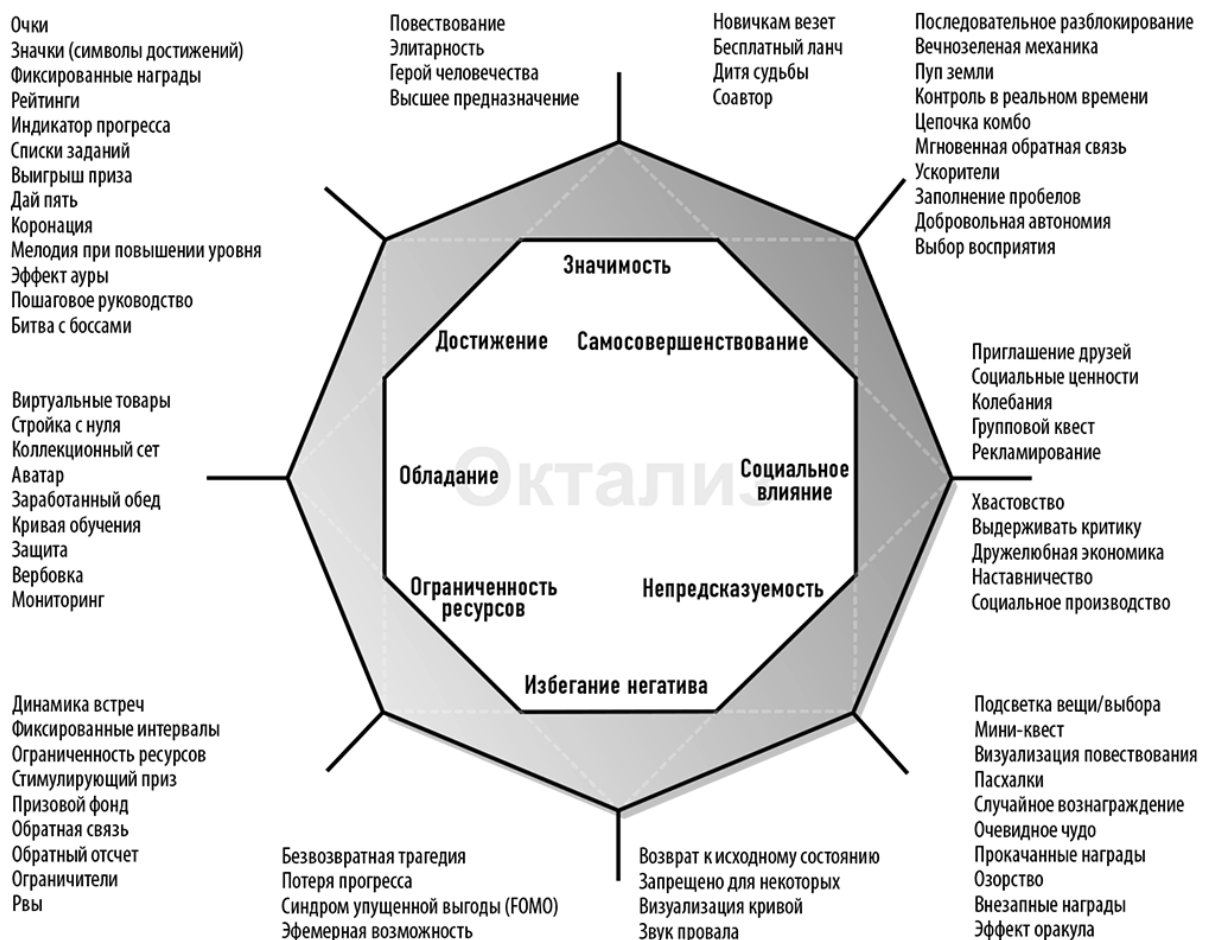 Очки
Значки (символы достижений)
Фиксированные награды
Рейтинги
Индикатор прогресса
Списки заданий
Выигрыш приза
Дай пять
Коронация
Мелодия при повышении уровня
Эффект ауры
Пошаговое руководство
Битва с боссами
Повествование
Элитарность
Герой человечества
Высшее предназначение
Новичкам везет
Бесплатный ланч
Дитя судьбы
Соавтор
Последовательное разблокирование
Вечнозеленая механика
Пуп земли
Контроль в реальном времени
Цепочка комбо
Мгновенная обратная связь
Ускорители
Заполнение пробелов
Добровольная автономия
Выбор восприятия
Значимость
Достижение
Самосовершенствование
Обладание
Октализ
Социальное
влияние
Ограниченность
ресурсов
Непредсказуемость
Избегание негатива
Виртуальные товары
Стройка с нуля
Коллекционный сет
Аватар
Заработанный обед
Кривая обучения
Защита
Вербовка
Мониторинг
Приглашение друзей
Социальные ценности
Колебания
Групповой квест
Рекламирование
Хвастовство
Выдерживать критику
Дружелюбная экономика
Наставничество
Социальное производство
Динамика встреч
Фиксированные интервалы
Ограниченность ресурсов
Стимулирующий приз
Призовой фонд
Обратная связь
Обратный отсчет
Ограничители
Рвы
Безвозвратная трагедия
Потеря прогресса
Синдром упущенной выгоды (FOMO)
Эфемерная возможность
Возврат к исходному состоянию
Запрещено для некоторых
Визуализация кривой
Звук провала
Подсветка вещи/выбора
Мини-квест
Визуализация повествования
Пасхалки
Случайное вознаграждение
Очевидное чудо
Прокачанные награды
Озорство
Внезапные награды
Эффект оракула